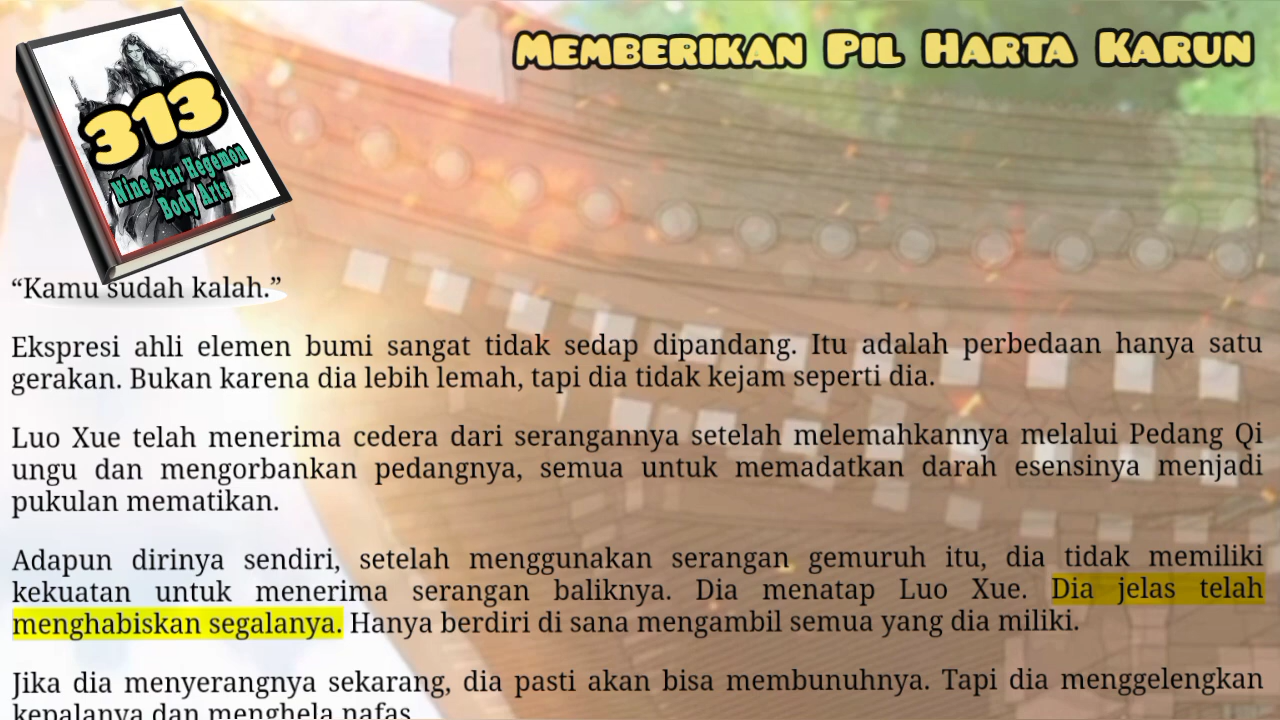 Memberikan Pil Harta Karun
313
Nine Star Hegemon
Body Arts
“Kamu sudah kalah.”
Ekspresi ahli elemen bumi sangat tidak sedap dipandang. Itu adalah perbedaan hanya satu
gerakan. Bukan karena dia lebih lemah, tapi dia tidak kejam seperti dia.
Luo Xue telah menerima cedera dari serangannya setelah melemahkannya melalui Pedang Qi
ungu dan mengorbankan pedangnya, semua untuk memadatkan darah esensinya menjadi
pukulan mematikan.
Adapun dirinya sendiri, setelah menggunakan serangan gemuruh itu, dia tidak memiliki
kekuatan untuk menerima serangan baliknya. Dia menatap Luo Xue. Dia jelas telah
menghabiskan segalanya. Hanya berdiri di sana mengambil semua yang dia miliki.
Jika dia menyerangnya sekarang, dia pasti akan bisa membunuhnya. Tapi dia menggelengkan
kepalanya dan menghela nafas